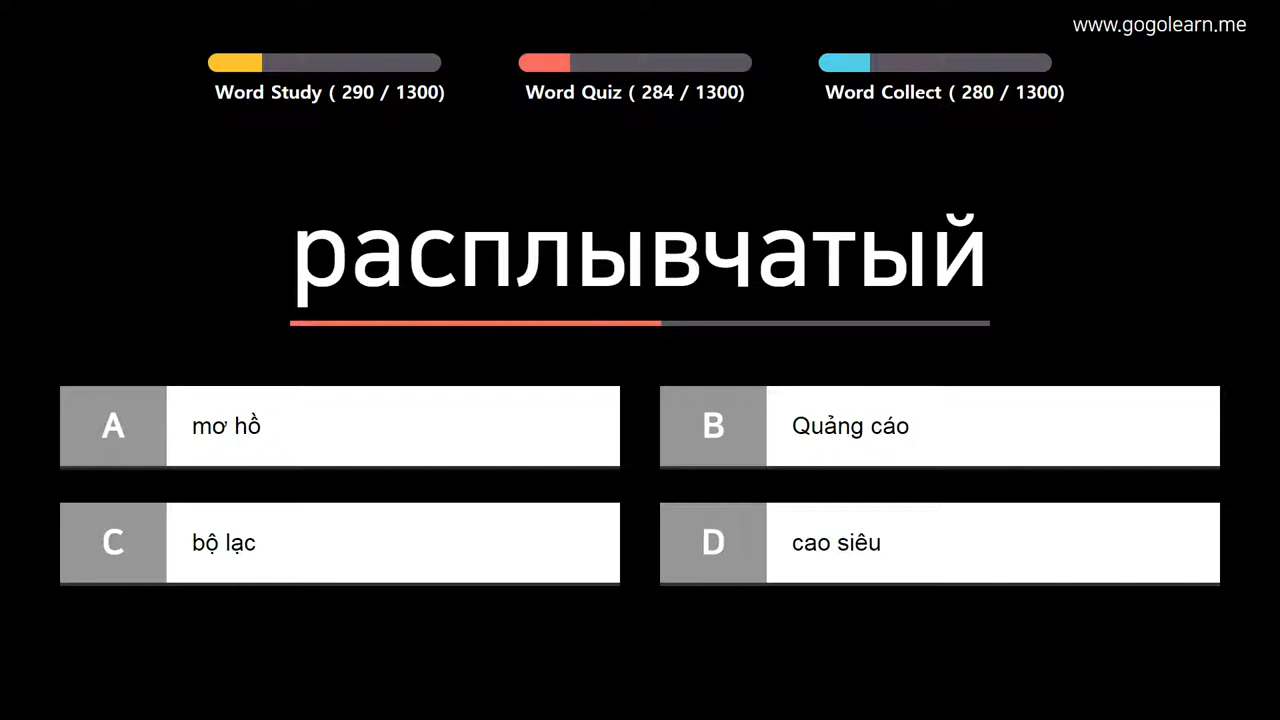 www.gogolearn.me
Word Study ( 290 / 1300)
Word Quiz ( 284 / 1300)
Word Collect ( 280 / 1300)
расплывчатый
A мơ hồ
B Quảng cáo
C bộ lạc
D cao siêu